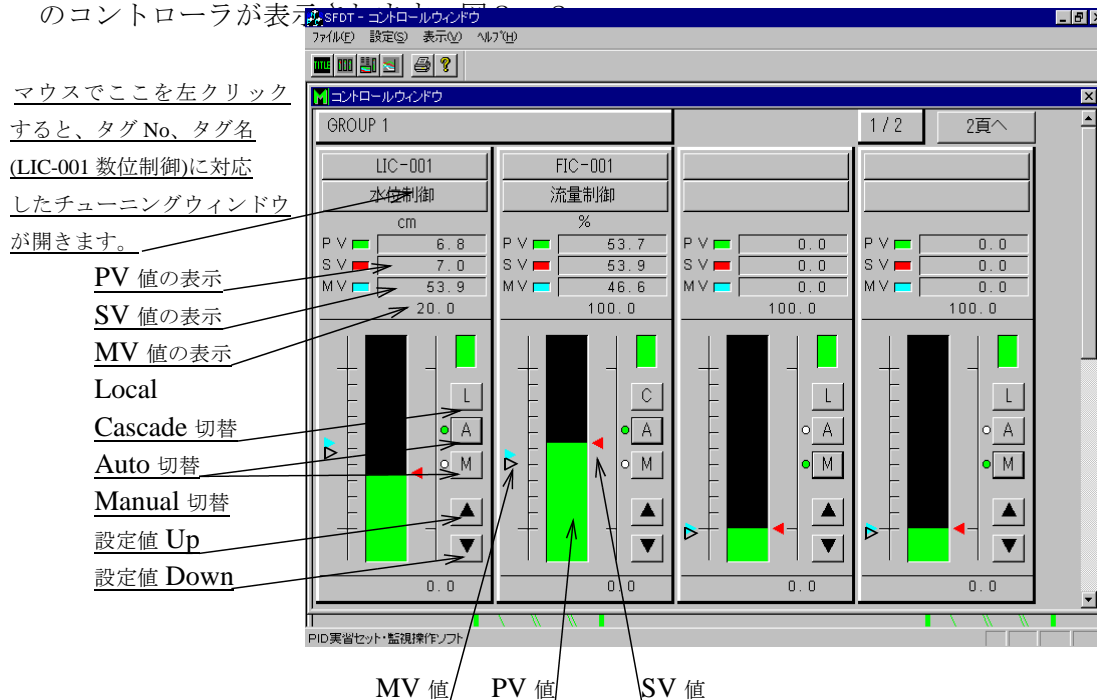 のコントローラが表示
SFDT - コントロールウィンドウ
ファイル(F) 設定(S) 表示(V) ヘルプ(H)
TITLE
コントロールウィンドウ
GROUP 1 1/2 2頁へ
マウスでここを左クリック
すると、タグ No、タグ名
(LIC-001 数位制御)に対応
したチューニングウィンドウ
が開きます。
PV 値の表示
SV 値の表示
MV 値の表示
Local
Cascade 切替
Auto 切替
Manual 切替
設定値 Up
設定値 Down
LIC-001
水位制御
cm
PV 6.8
SV 7.0
MV 53.9
20.0
L
A
M
0.0
FIC-001
流量制御
%
PV 53.7
SV 53.9
MV 46.6
100.0
C
A
M
0.0
PV 0.0
SV 0.0
MV 0.0
100.0
L
A
M
0.0
PV 0.0
SV 0.0
MV 0.0
100.0
L
A
M
0.0
PID実習セット・監視操作ソフト
MV 値 PV 値 SV 値